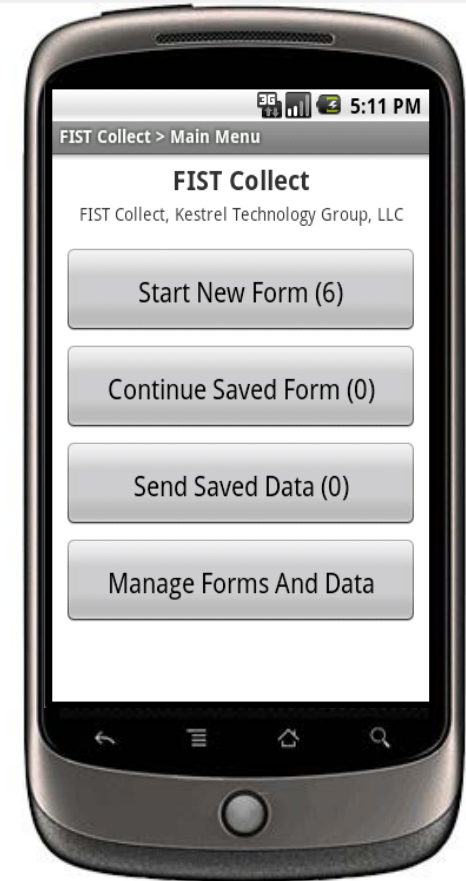 3G 5:11 PM
FIST Collect > Main Menu
FIST Collect
FIST Collect, Kestrel Technology Group, LLC
Start New Form (6)
Continue Saved Form (0)
Send Saved Data (0)
Manage Forms And Data